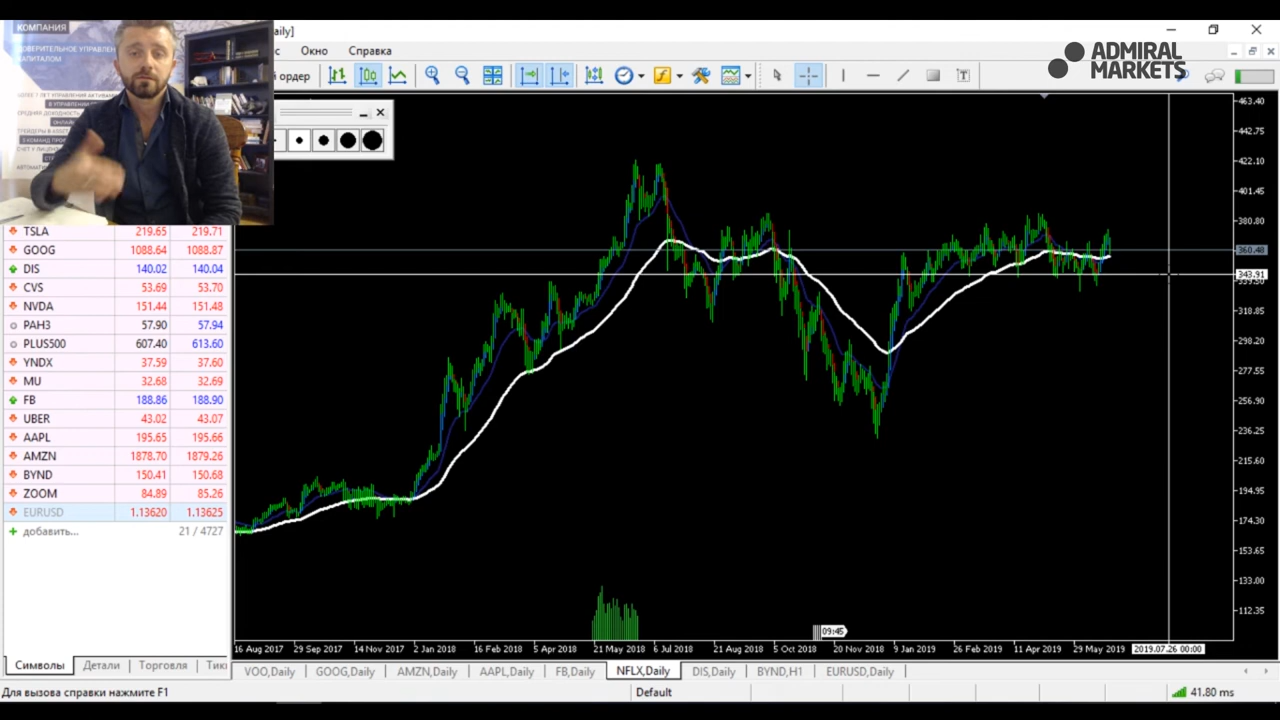 КОМПАНИЯ
ДОВЕРИТЕЛЬНОЕ УПРАВЛЕН
КАПИТАЛОМ
aily]
с Окно Справка
й ордер
ADMIRAL
MARKETS
TSLA 219.65 219.71
GOOG 1088.64 1088.87
DIS 140.02 140.04
CVS 53.69 53.70
NVDA 151.44 151.48
PAH3 57.90 57.94
PLUS500 607.40 613.60
YNDX 37.59 37.60
MU 32.68 32.69
FB 188.86 188.90
UBER 43.02 43.07
AAPL 195.65 195.66
AMZN 1878.70 1879.26
BYND 150.41 150.68
ZOOM 84.89 85.26
EURUSD 1.13620 1.13625
добавить... 21 / 4727
463.40
442.75
422.10
401.45
380.80
360.48
343.91
339.50
318.85
298.20
277.55
256.90
236.25
215.60
194.95
174.30
153.65
133.00
112.35
09:45
16 Aug 2017 29 Sep 2017 14 Nov 2017 2 Jan 2018 16 Feb 2018 5 Apr 2018 21 May 2018 6 Jul 2018 21 Aug 2018 5 Oct 2018 20 Nov 2018 9 Jan 2019 26 Feb 2019 11 Apr 2019 29 May 2019 2019.07.26 00:00
Символы Детали Торговля Тик
VOO,Daily GOOG,Daily AMZN,Daily AAPL,Daily FB,Daily NFLX,Daily DIS,Daily BYND,H1 EURUSD,Daily
Для вызова справки нажмите F1 Default 41.80 ms